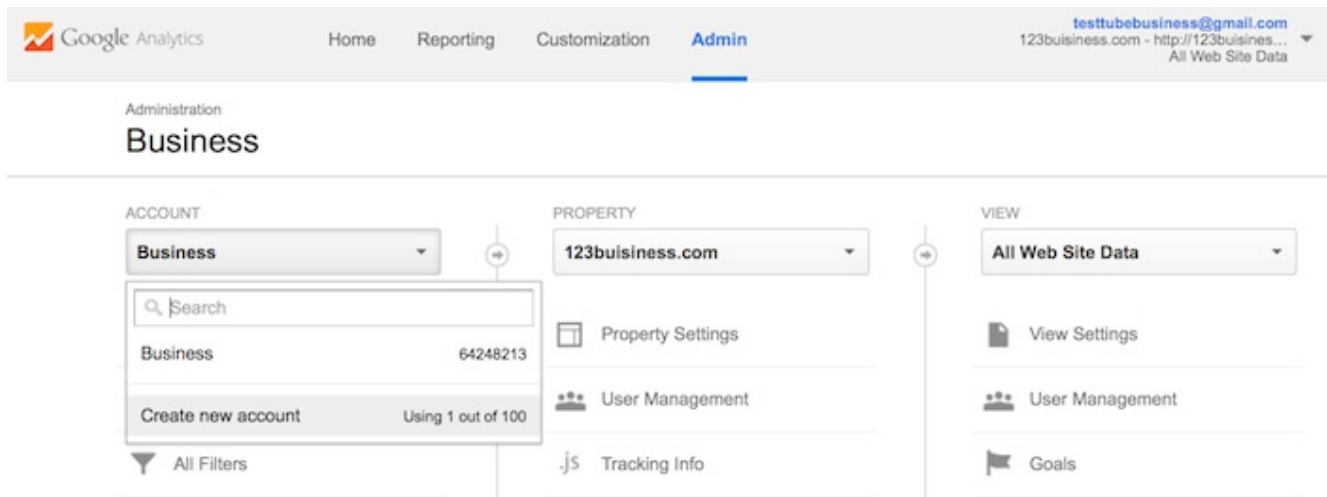 Google Analytics
Home
Reporting
Customization
Admin
testtubebusiness@gmail.com
123buisiness.com - http://123buisines...
All Web Site Data
Administration
Business
ACCOUNT
PROPERTY
VIEW
Business
123buisiness.com
All Web Site Data
Search
Business 64248213
Create new account Using 1 out of 100
All Filters
Property Settings
User Management
.js Tracking Info
View Settings
User Management
Goals